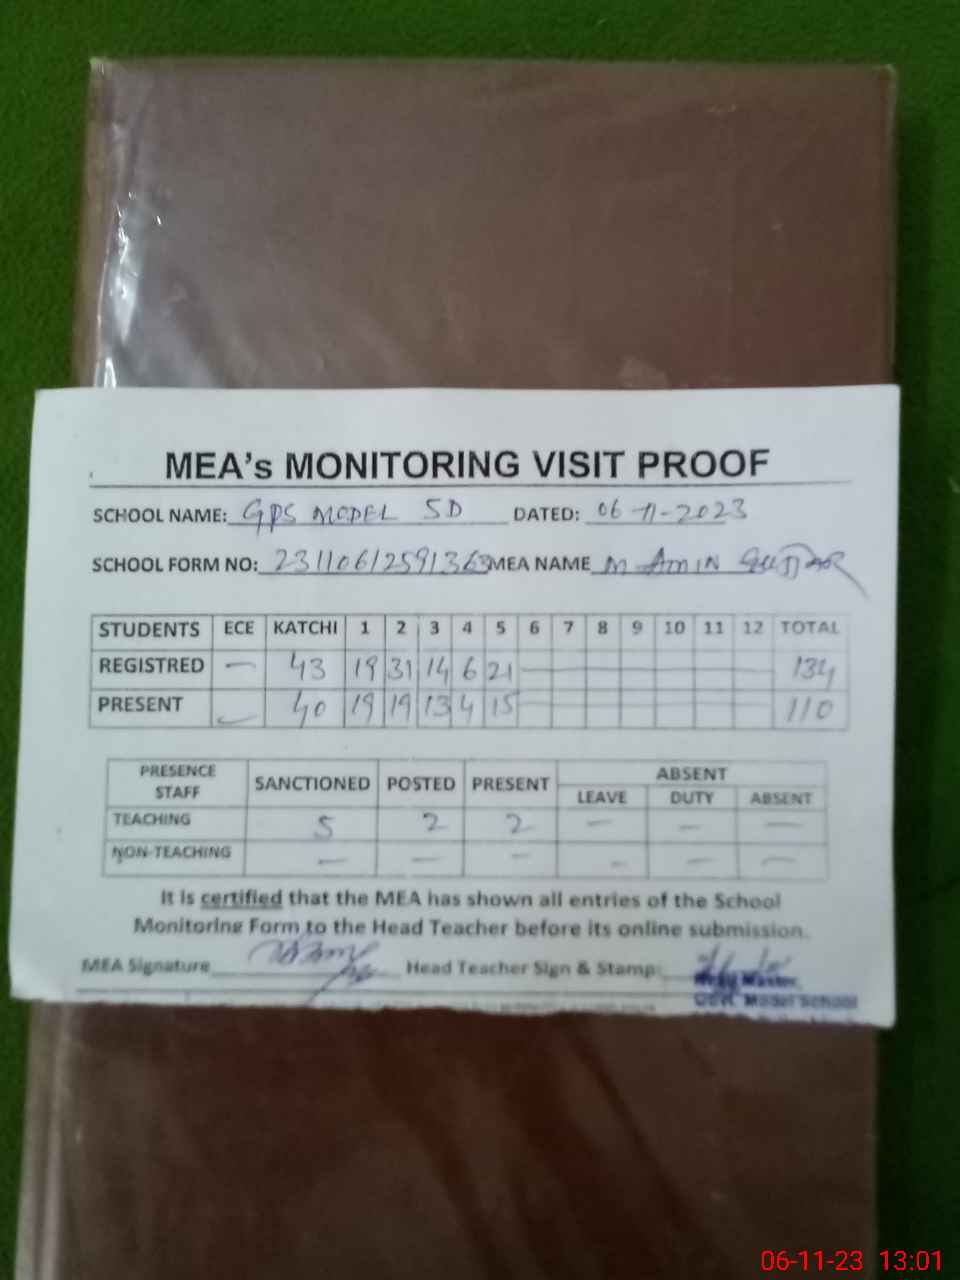 MEA's MONITORING VISIT PROOF
SCHOOL NAME: GPS MODEL SD DATED: 06-11-2023
SCHOOL FORM NO: 23110612591363 MEA NAME M AMIN GUJJAR
STUDENTS ECE KATCHI 1 2 3 4 5 6 7 8 9 10 11 12 TOTAL
REGISTRED — 43 19 31 14 6 21 134
PRESENT — 40 19 19 13 4 15 110
PRESENCE STAFF SANCTIONED POSTED PRESENT ABSENT
LEAVE DUTY ABSENT
TEACHING 5 2 2 — — —
NON-TEACHING — — — — — —
It is certified that the MEA has shown all entries of the School
Monitoring Form to the Head Teacher before its online submission.
MEA Signature Head Teacher Sign & Stamp:
Head Master,
Govt. Model School
06-11-23 13:01